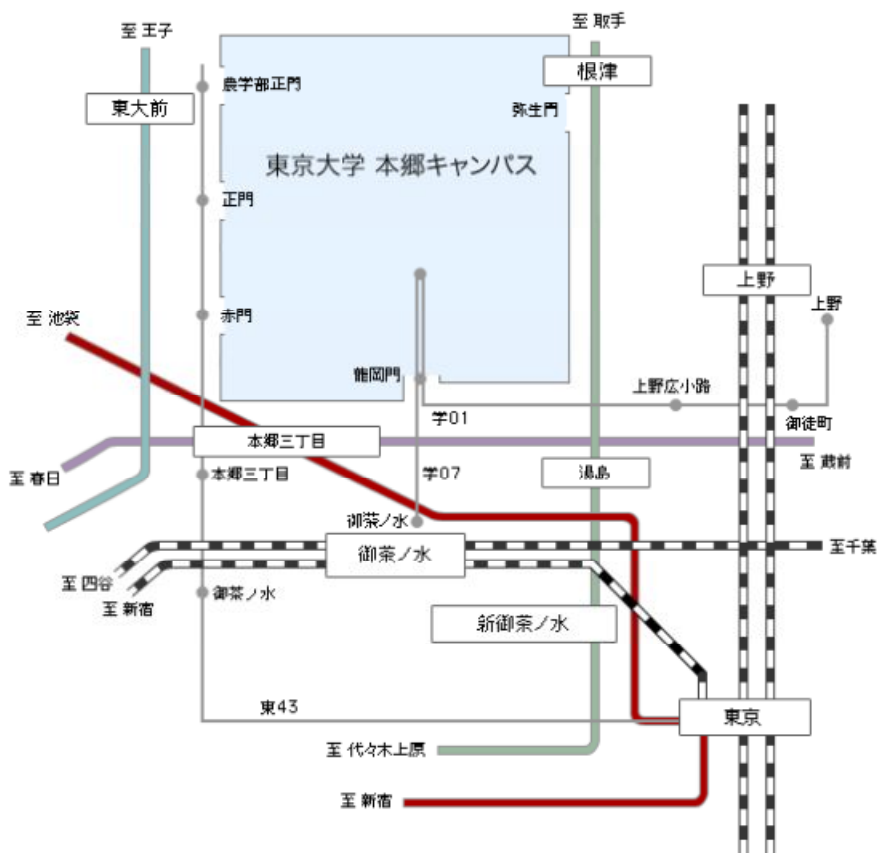 至 王子
至 取手
農学部正門
根津
東大前
弥生門
東京大学 本郷キャンパス
正門
上野
上野
至 池袋
赤門
龍岡門
上野広小路
学01
御徒町
本郷三丁目
至 蔵前
至 春日
本郷三丁目
学07
湯島
御茶ノ水
御茶ノ水
至千葉
至 四谷
至 新宿
御茶ノ水
新御茶ノ水
東43
東京
至 代々木上原
至 新宿